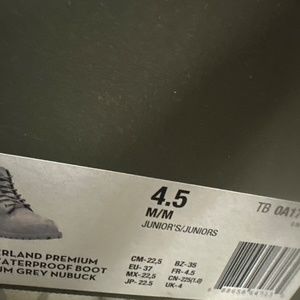 4.5
M/M
JUNIOR'S/JUNIORS
TB 0A1
ERLAND PREMIUM
ATERPROOF BOOT
UM GREY NUBUCK
CM-22,5 BZ-35
EU- 37 FR-4.5
MX-22,5 CN-225(1.0)
JP- 22.5 UK-4